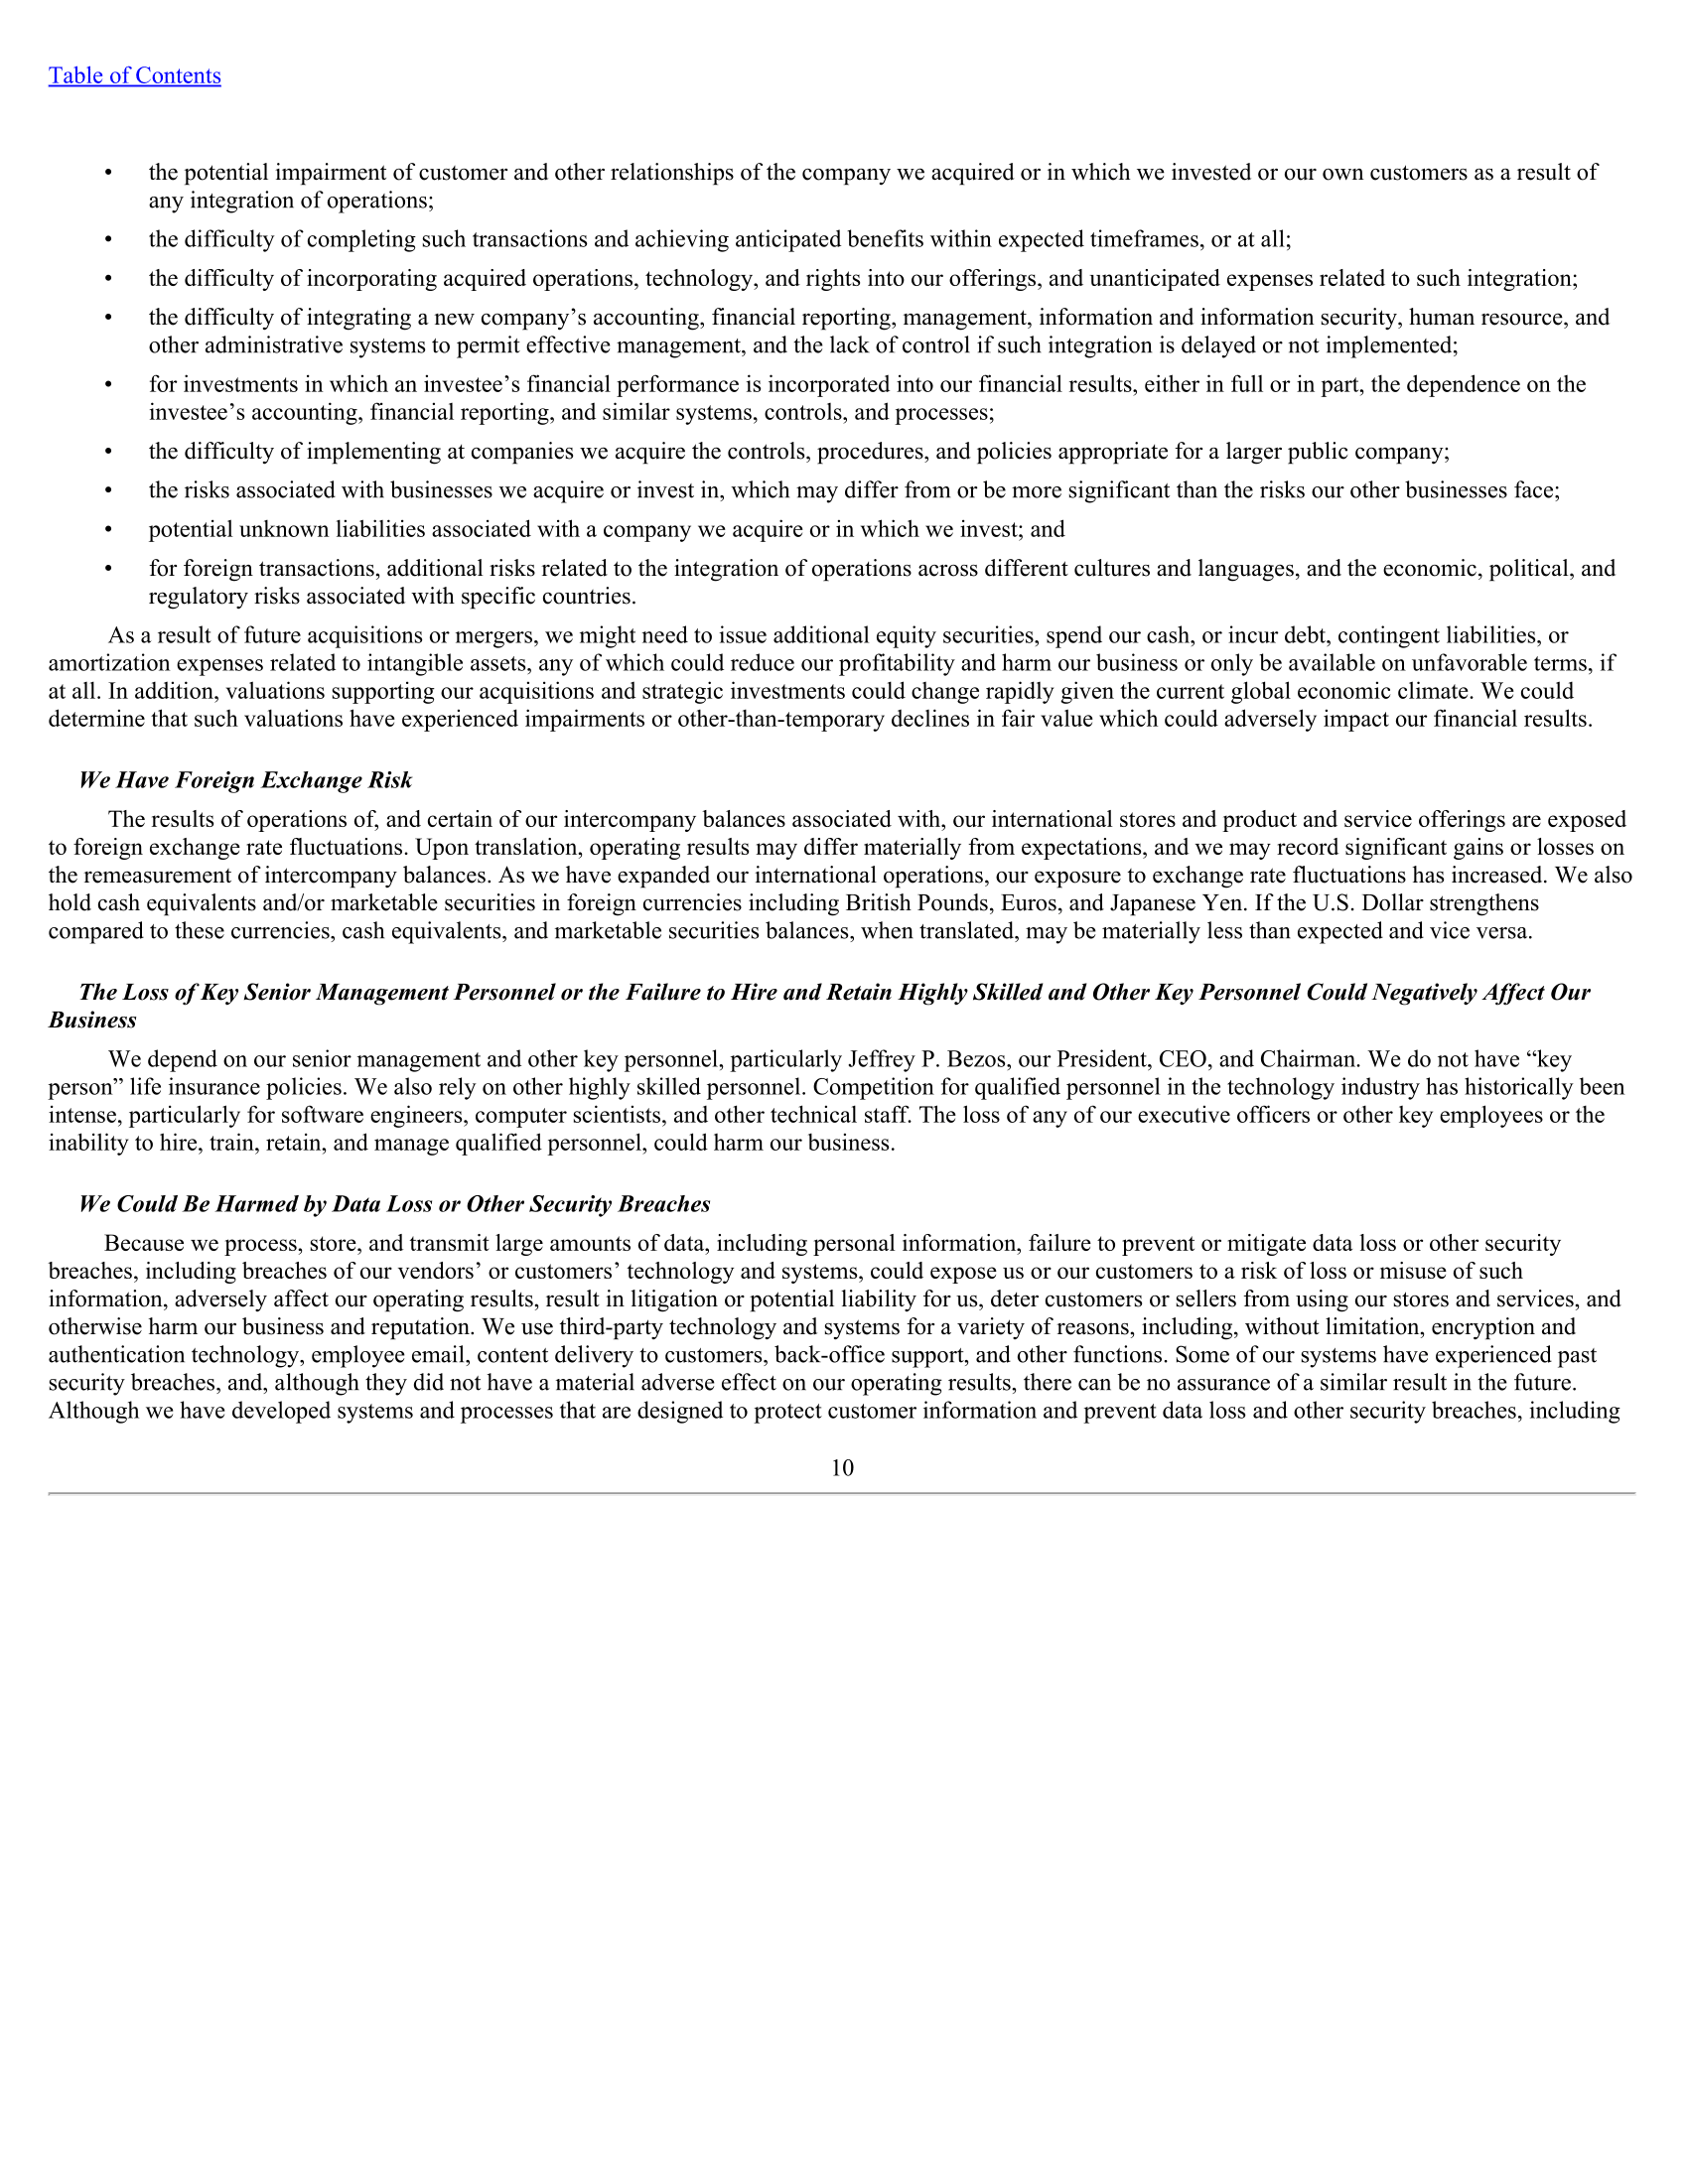 Table of Contents
• the potential impairment of customer and other relationships of the company we acquired or in which we invested or our own customers as a result of
any integration of operations;
• the difficulty of completing such transactions and achieving anticipated benefits within expected timeframes, or at all;
• the difficulty of incorporating acquired operations, technology, and rights into our offerings, and unanticipated expenses related to such integration;
• the difficulty of integrating a new company’s accounting, financial reporting, management, information and information security, human resource, and
other administrative systems to permit effective management, and the lack of control if such integration is delayed or not implemented;
• for investments in which an investee’s financial performance is incorporated into our financial results, either in full or in part, the dependence on the
investee’s accounting, financial reporting, and similar systems, controls, and processes;
• the difficulty of implementing at companies we acquire the controls, procedures, and policies appropriate for a larger public company;
• the risks associated with businesses we acquire or invest in, which may differ from or be more significant than the risks our other businesses face;
• potential unknown liabilities associated with a company we acquire or in which we invest; and
• for foreign transactions, additional risks related to the integration of operations across different cultures and languages, and the economic, political, and
regulatory risks associated with specific countries.
As a result of future acquisitions or mergers, we might need to issue additional equity securities, spend our cash, or incur debt, contingent liabilities, or
amortization expenses related to intangible assets, any of which could reduce our profitability and harm our business or only be available on unfavorable terms, if
at all. In addition, valuations supporting our acquisitions and strategic investments could change rapidly given the current global economic climate. We could
determine that such valuations have experienced impairments or other-than-temporary declines in fair value which could adversely impact our financial results.
We Have Foreign Exchange Risk
The results of operations of, and certain of our intercompany balances associated with, our international stores and product and service offerings are exposed
to foreign exchange rate fluctuations. Upon translation, operating results may differ materially from expectations, and we may record significant gains or losses on
the remeasurement of intercompany balances. As we have expanded our international operations, our exposure to exchange rate fluctuations has increased. We also
hold cash equivalents and/or marketable securities in foreign currencies including British Pounds, Euros, and Japanese Yen. If the U.S. Dollar strengthens
compared to these currencies, cash equivalents, and marketable securities balances, when translated, may be materially less than expected and vice versa.
The Loss of Key Senior Management Personnel or the Failure to Hire and Retain Highly Skilled and Other Key Personnel Could Negatively Affect Our
Business
We depend on our senior management and other key personnel, particularly Jeffrey P. Bezos, our President, CEO, and Chairman. We do not have “key
person” life insurance policies. We also rely on other highly skilled personnel. Competition for qualified personnel in the technology industry has historically been
intense, particularly for software engineers, computer scientists, and other technical staff. The loss of any of our executive officers or other key employees or the
inability to hire, train, retain, and manage qualified personnel, could harm our business.
We Could Be Harmed by Data Loss or Other Security Breaches
Because we process, store, and transmit large amounts of data, including personal information, failure to prevent or mitigate data loss or other security
breaches, including breaches of our vendors’ or customers’ technology and systems, could expose us or our customers to a risk of loss or misuse of such
information, adversely affect our operating results, result in litigation or potential liability for us, deter customers or sellers from using our stores and services, and
otherwise harm our business and reputation. We use third-party technology and systems for a variety of reasons, including, without limitation, encryption and
authentication technology, employee email, content delivery to customers, back-office support, and other functions. Some of our systems have experienced past
security breaches, and, although they did not have a material adverse effect on our operating results, there can be no assurance of a similar result in the future.
Although we have developed systems and processes that are designed to protect customer information and prevent data loss and other security breaches, including
10